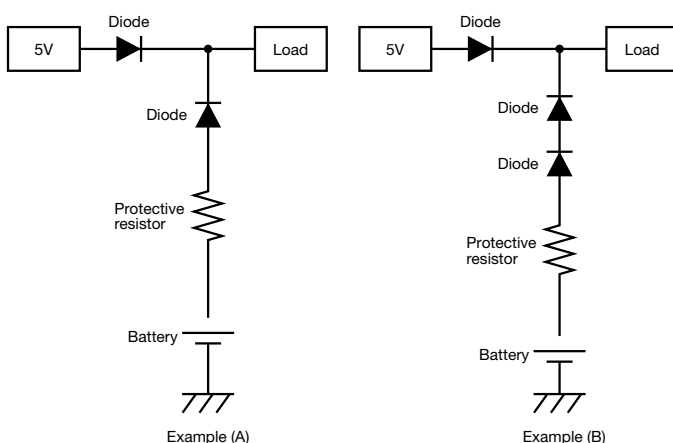 Diode
5V
Load
Diode
Protective
resistor
Battery
Example (A)
Diode
5V
Load
Diode
Diode
Protective
resistor
Battery
Example (B)